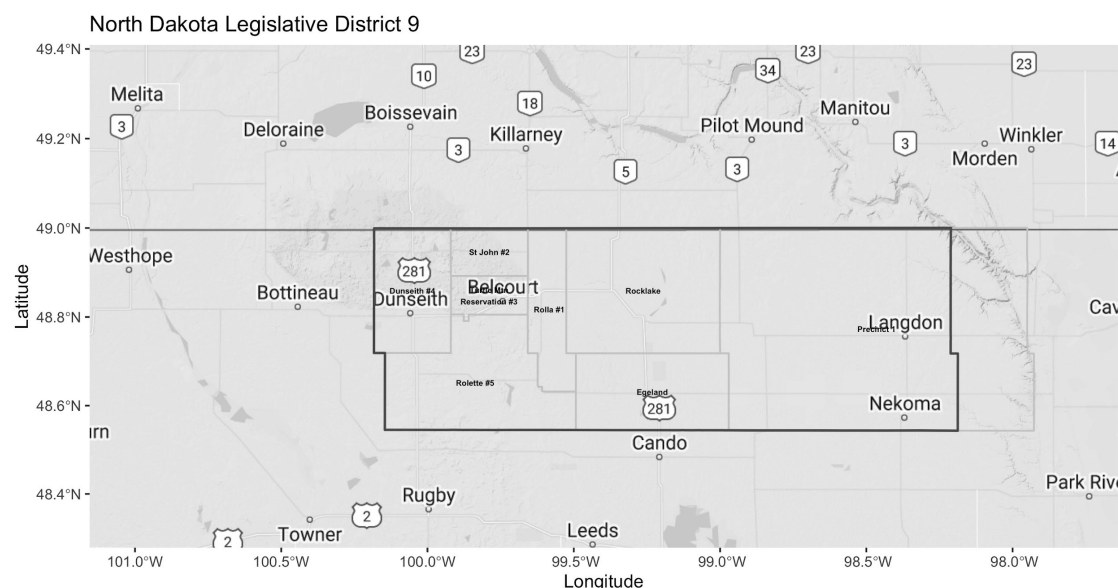 North Dakota Legislative District 9
49.4°N
23
23
34
10
23
Melita
18
Manitou
Boissevain
3
Deloraine
Killarney
Pilot Mound
Winkler
49.2°N
3
3
14
Morden
5
3
49.0°N
St John #2
Westhope
281
Belcourt
Dunseith #4
Rocklake
Bottineau
Dunseith
Reservation #3
Rolla #1
Cav
48.8°N
Langdon
Precinct 1
Rolette #5
Egeland
48.6°N
281
Nekoma
urn
Cando
Park Rive
48.4°N
Rugby
2
Towner
Leeds
2
101.0°W
100.5°W
100.0°W
99.5°W
99.0°W
98.5°W
98.0°W
Longitude
Latitude